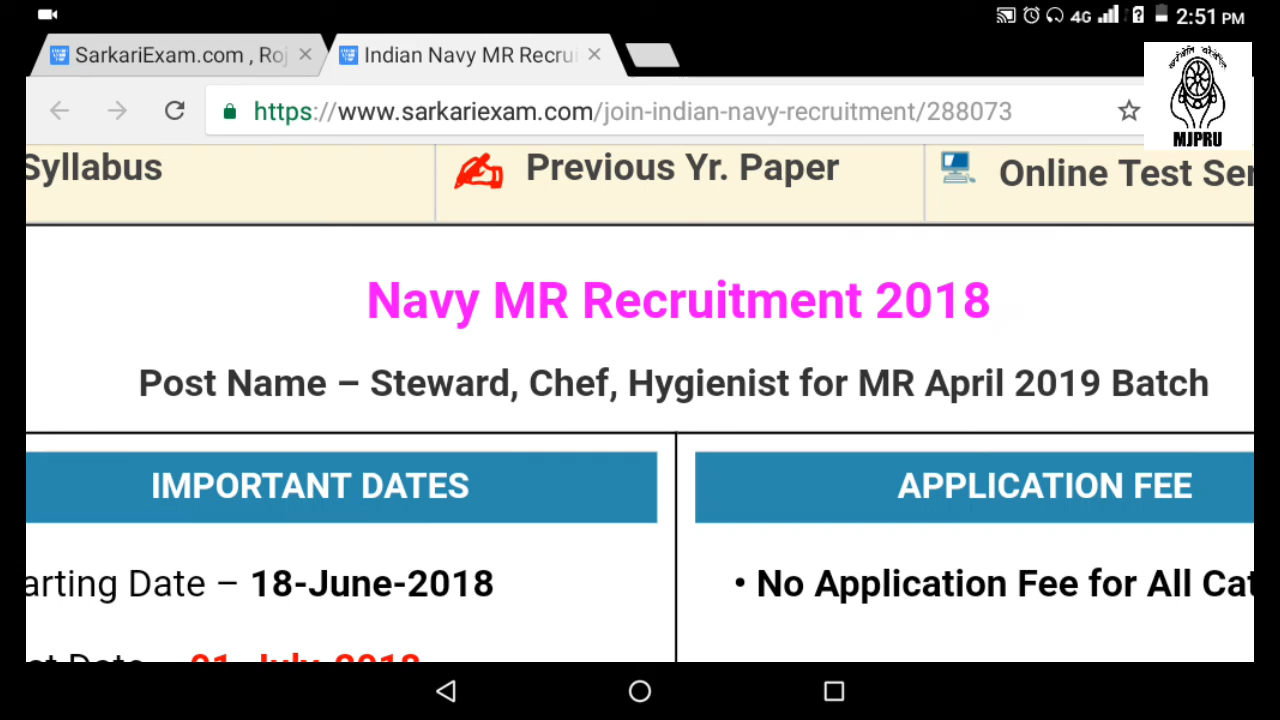 4G 2:51 PM
SarkariExam.com , Roj
Indian Navy MR Recrui
https://www.sarkariexam.com/join-indian-navy-recruitment/288073
MJPRU
Syllabus
Previous Yr. Paper
Online Test Ser
Navy MR Recruitment 2018
Post Name – Steward, Chef, Hygienist for MR April 2019 Batch
IMPORTANT DATES
APPLICATION FEE
arting Date – 18-June-2018
• No Application Fee for All Cat